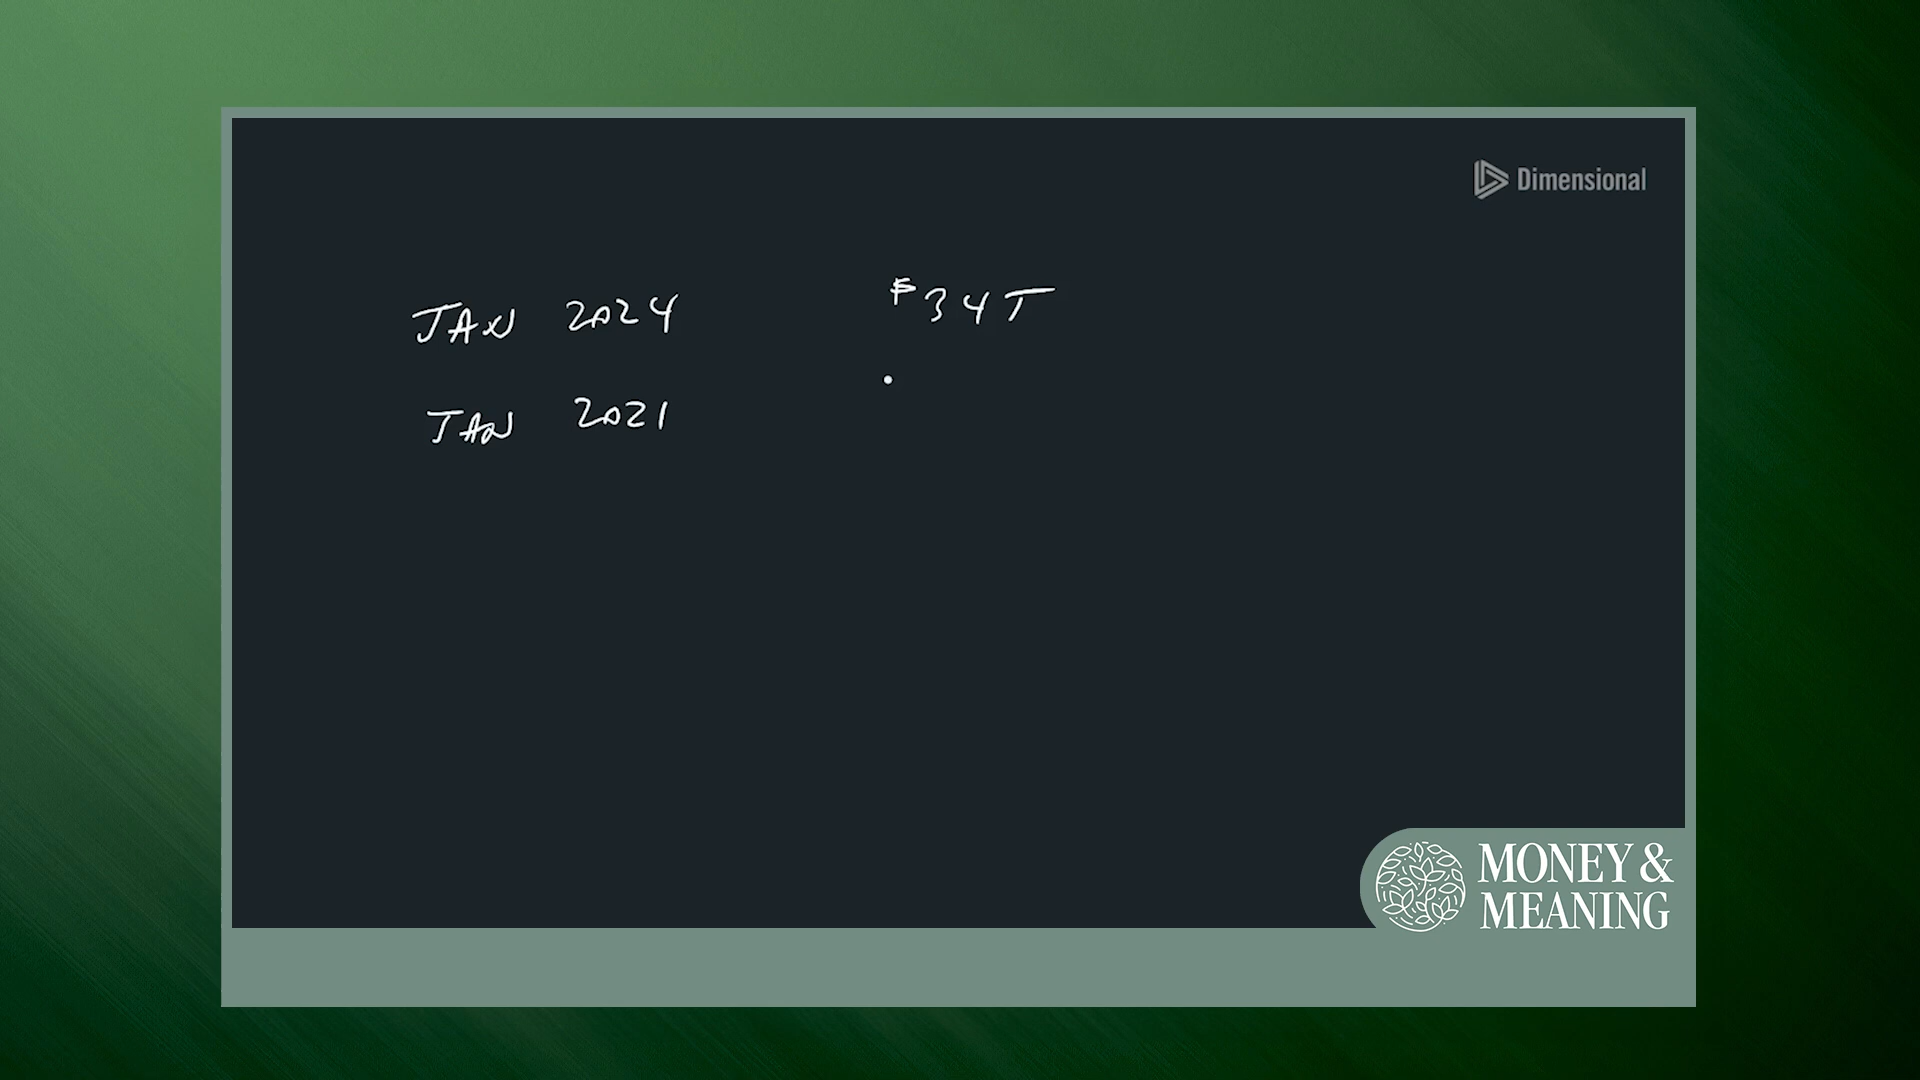 Dimensional
JAN 2024 $34T
JAN 2021
MONEY &
MEANING